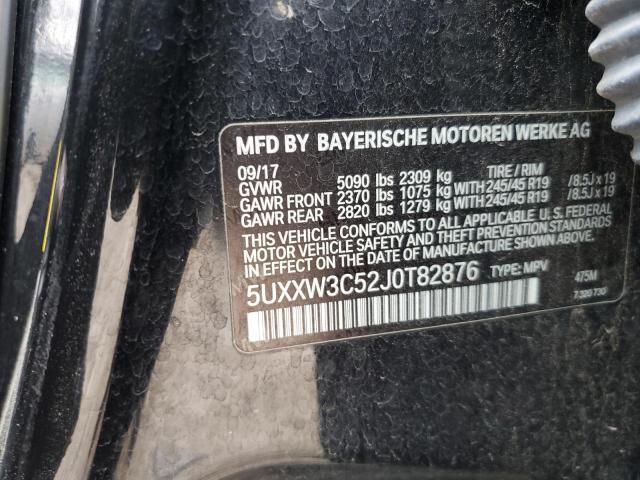 MFD BY BAYERISCHE MOTOREN WERKE AG
09/17 TIRE / RIM
GVWR 5090 lbs 2309 kg
GAWR FRONT 2370 lbs 1075 kg WITH 245/45 R19 /8.5J x 19
GAWR REAR 2820 lbs 1279 kg WITH 245/45 R19 /8.5J x 19
THIS VEHICLE CONFORMS TO ALL APPLICABLE U.S. FEDERAL
MOTOR VEHICLE SAFETY AND THEFT PREVENTION STANDARDS
IN EFFECT ON THE DATE OF MANUFACTURE SHOWN ABOVE.
5UXXW3C52J0T82876 TYPE: MPV 475M